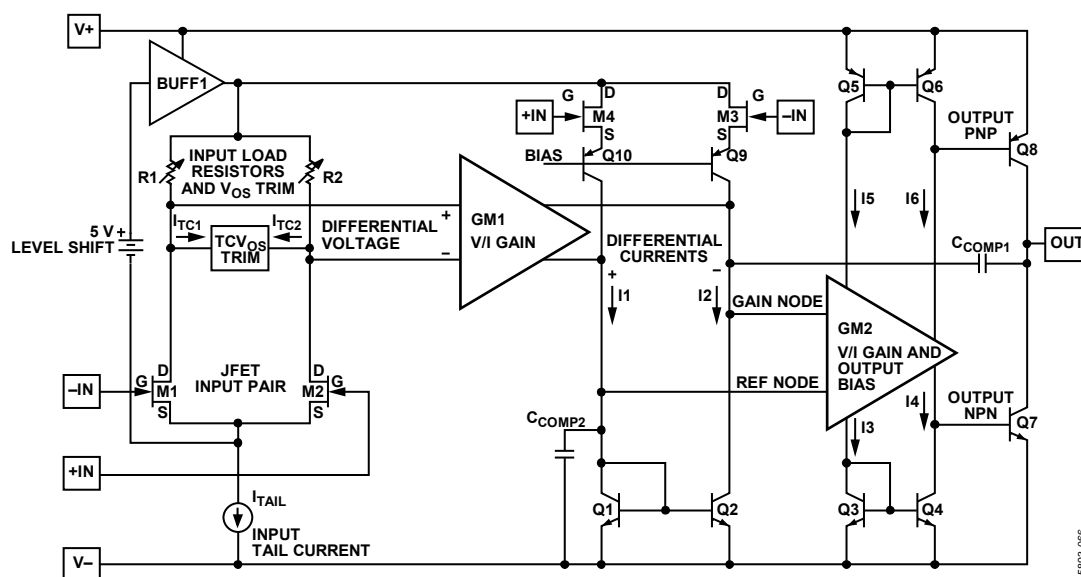 V+
BUFF1
D
D
G
G
+IN
M4
M3
–IN
S
S
Q5
Q6
OUTPUT
PNP
Q8
BIAS
Q10
Q9
INPUT LOAD
RESISTORS
AND VOS TRIM
R1
R2
ITC1
ITC2
TCVOS
TRIM
DIFFERENTIAL
VOLTAGE
+
–
GM1
V/I GAIN
5 V
+
LEVEL SHIFT
DIFFERENTIAL
CURRENTS
+
–
I1
I2
I5
I6
CCOMP1
OUT
GAIN NODE
GM2
V/I GAIN AND
OUTPUT
BIAS
REF NODE
–IN
G
D
M1
S
JFET
INPUT PAIR
D
M2
G
S
CCOMP2
I3
I4
OUTPUT
NPN
Q7
+IN
ITAIL
INPUT
TAIL CURRENT
Q1
Q2
Q3
Q4
V–